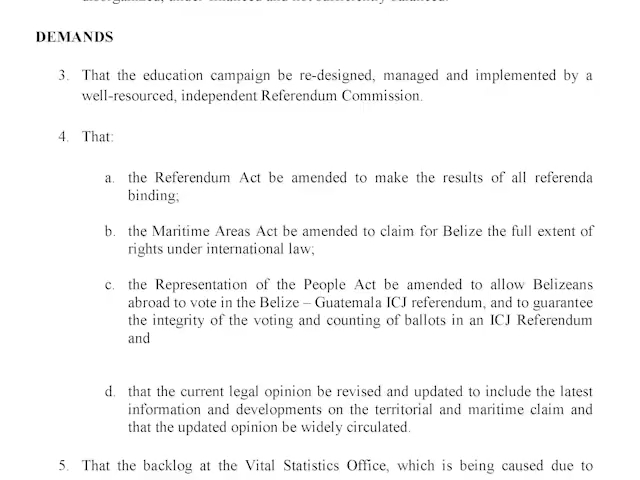 DEMANDS
3. That the education campaign be re-designed, managed and implemented by a
well-resourced, independent Referendum Commission.
4. That:
a. the Referendum Act be amended to make the results of all referenda
binding;
b. the Maritime Areas Act be amended to claim for Belize the full extent of
rights under international law;
c. the Representation of the People Act be amended to allow Belizeans
abroad to vote in the Belize – Guatemala ICJ referendum, and to guarantee
the integrity of the voting and counting of ballots in an ICJ Referendum
and
d. that the current legal opinion be revised and updated to include the latest
information and developments on the territorial and maritime claim and
that the updated opinion be widely circulated.
5. That the backlog at the Vital Statistics Office, which is being caused due to